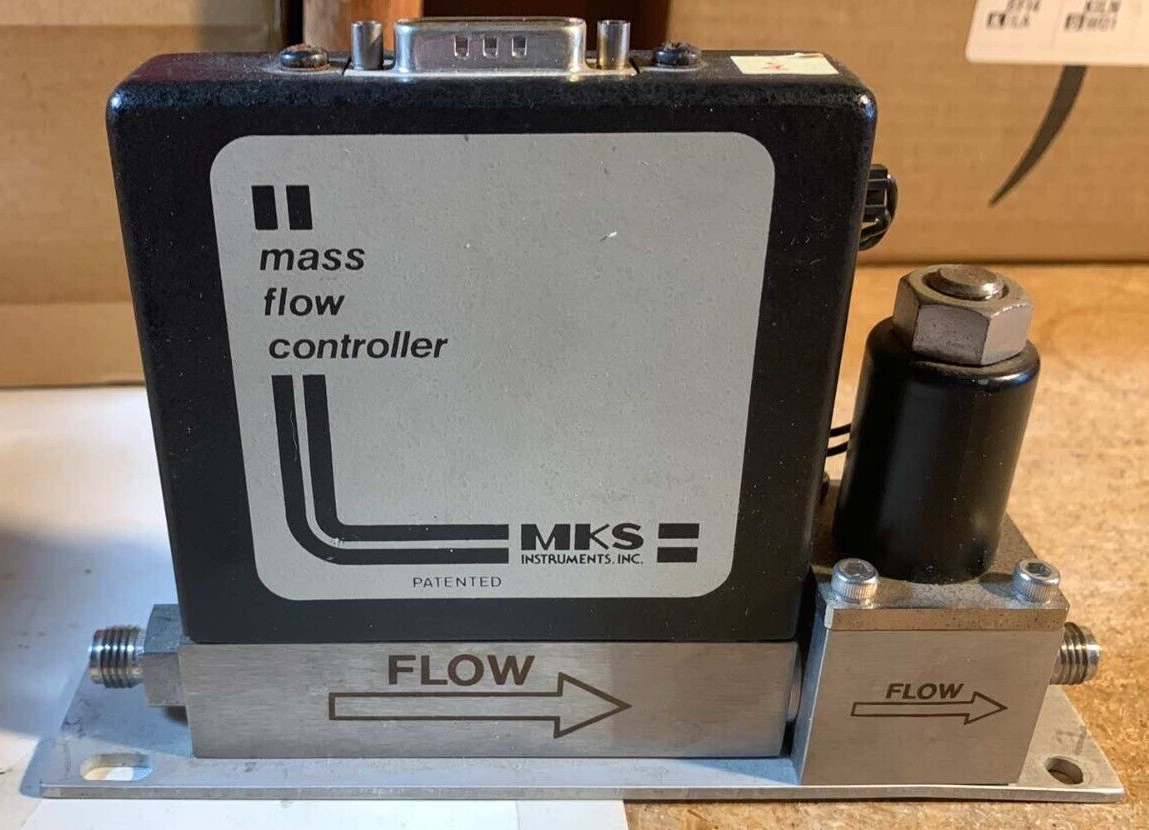 mass
flow
controller
MKS
INSTRUMENTS, INC.
PATENTED
FLOW
FLOW